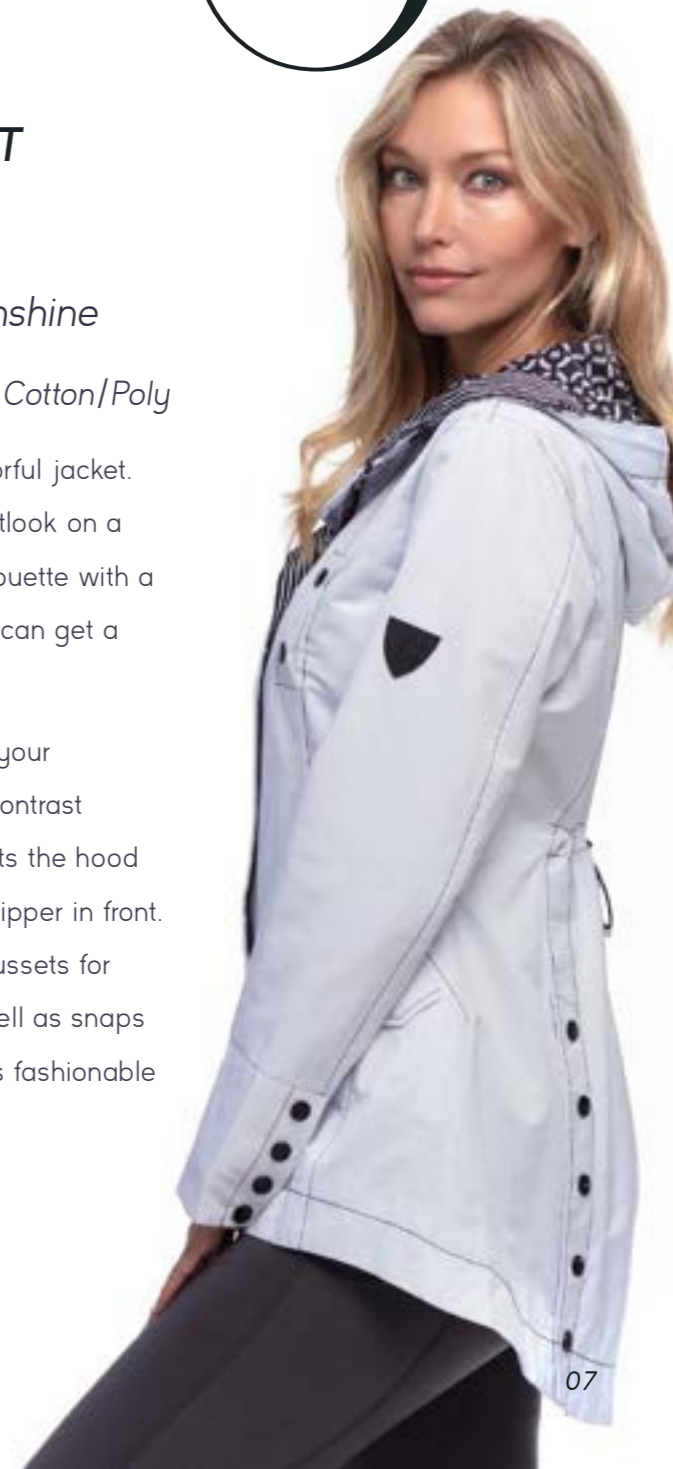 T
nshine
Cotton/Poly
orful jacket.
tlook on a
ouette with a
can get a
your
ontrast
ts the hood
ipper in front.
ussets for
ell as snaps
s fashionable
07